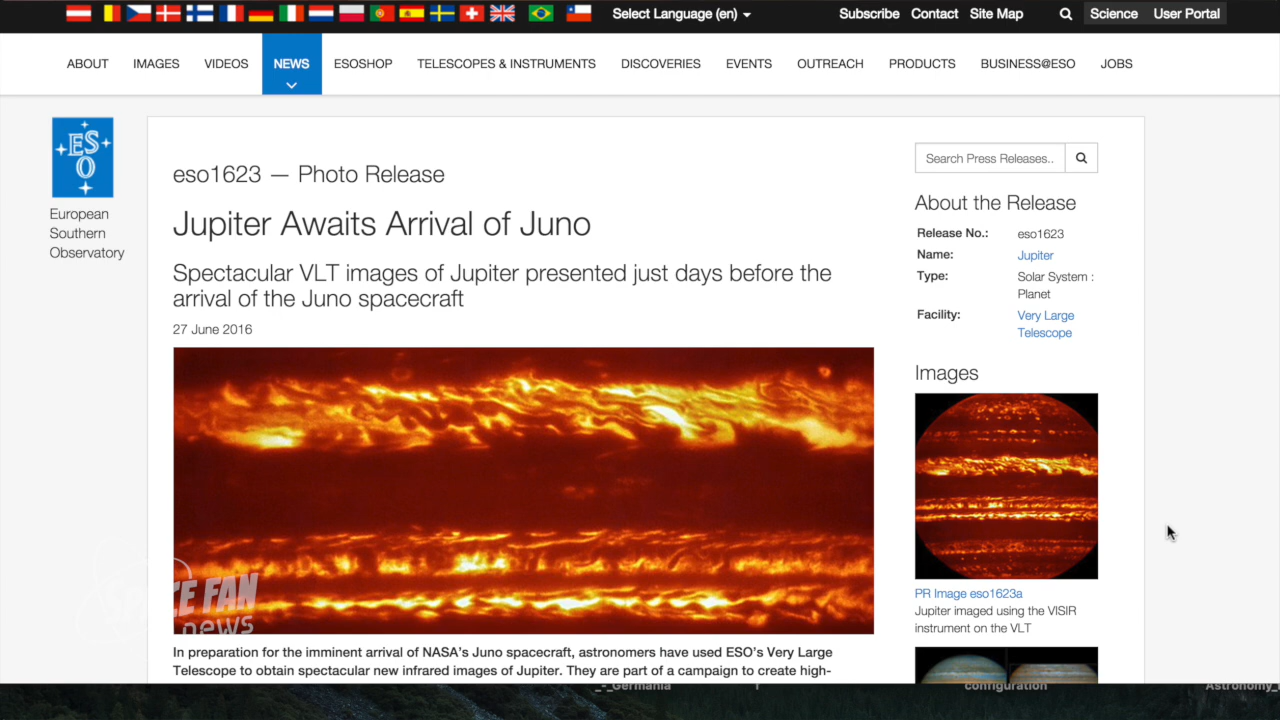 Select Language (en)
Subscribe Contact Site Map
Science User Portal
ABOUT IMAGES VIDEOS NEWS ESOSHOP TELESCOPES & INSTRUMENTS DISCOVERIES EVENTS OUTREACH PRODUCTS BUSINESS@ESO JOBS
ES
O
European
Southern
Observatory
eso1623 — Photo Release
Jupiter Awaits Arrival of Juno
Spectacular VLT images of Jupiter presented just days before the
arrival of the Juno spacecraft
27 June 2016
SPACE FAN
news
In preparation for the imminent arrival of NASA's Juno spacecraft, astronomers have used ESO's Very Large
Telescope to obtain spectacular new infrared images of Jupiter. They are part of a campaign to create high-
Search Press Releases..
About the Release
Release No.: eso1623
Name: Jupiter
Type: Solar System :
Planet
Facility: Very Large
Telescope
Images
PR Image eso1623a
Jupiter imaged using the VISIR
instrument on the VLT
_-_Germania
configuration